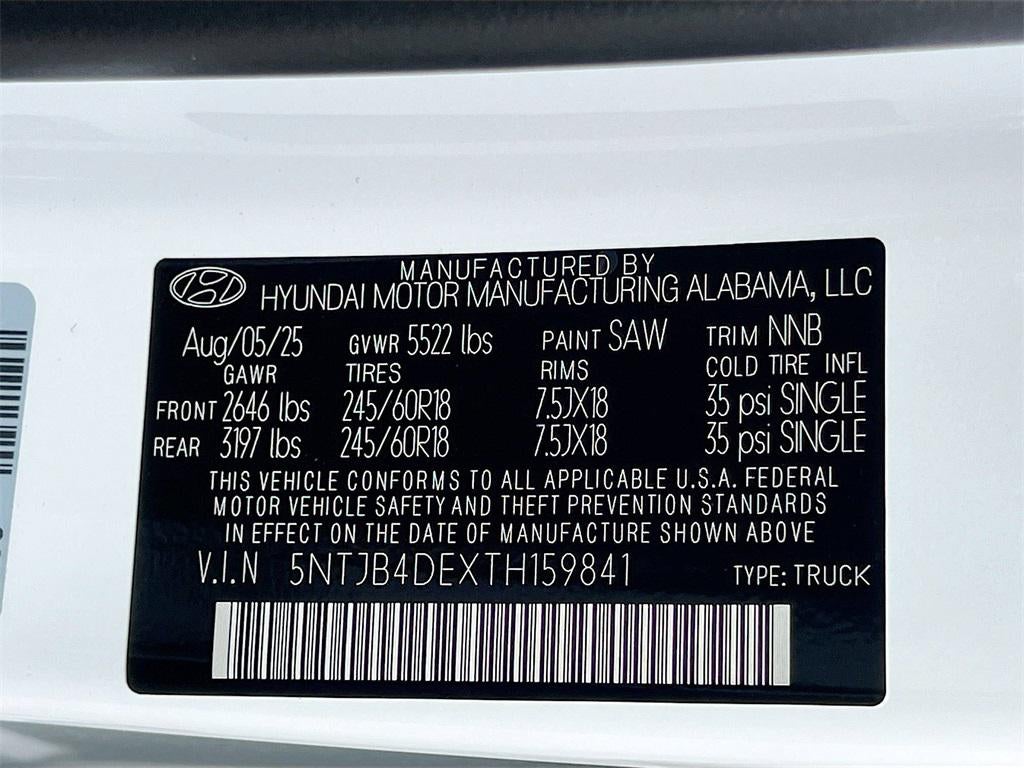 MANUFACTURED BY
HYUNDAI MOTOR MANUFACTURING ALABAMA, LLC
Aug/05/25 GVWR 5522 lbs PAINT SAW TRIM NNB
GAWR TIRES RIMS COLD TIRE INFL
FRONT 2646 lbs 245/60R18 7.5JX18 35 psi SINGLE
REAR 3197 lbs 245/60R18 7.5JX18 35 psi SINGLE
THIS VEHICLE CONFORMS TO ALL APPLICABLE U.S.A. FEDERAL
MOTOR VEHICLE SAFETY AND THEFT PREVENTION STANDARDS
IN EFFECT ON THE DATE OF MANUFACTURE SHOWN ABOVE
V.I.N 5NTJB4DEXTH159841 TYPE: TRUCK